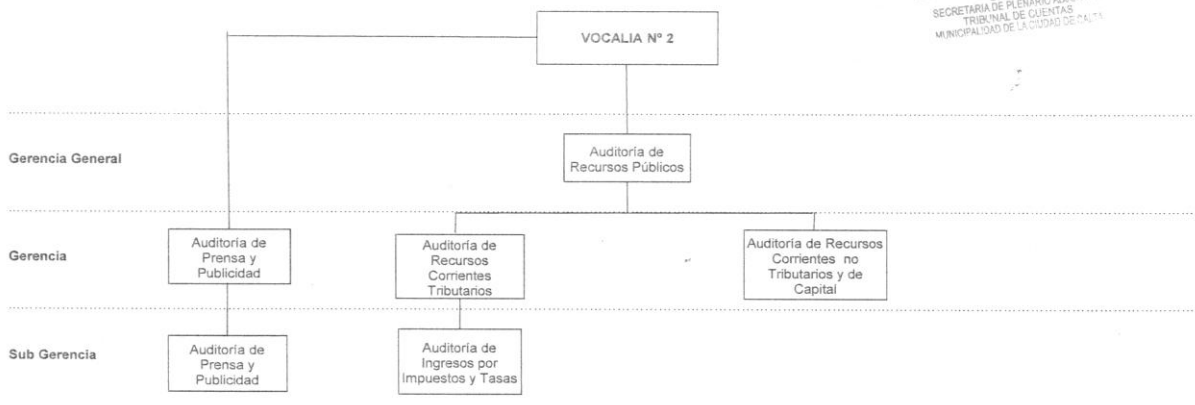 SECRETARIA DE PLENARIO
TRIBUNAL DE CUENTAS
MUNICIPALIDAD DE LA CIUDAD DE
VOCALIA Nº 2
Gerencia General
Auditoría de
Recursos Públicos
Gerencia
Auditoría de
Prensa y
Publicidad
Auditoría de
Recursos
Corrientes
Tributarios
Auditoría de Recursos
Corrientes no
Tributarios y de
Capital
Sub Gerencia
Auditoría de
Prensa y
Publicidad
Auditoría de
Ingresos por
Impuestos y Tasas